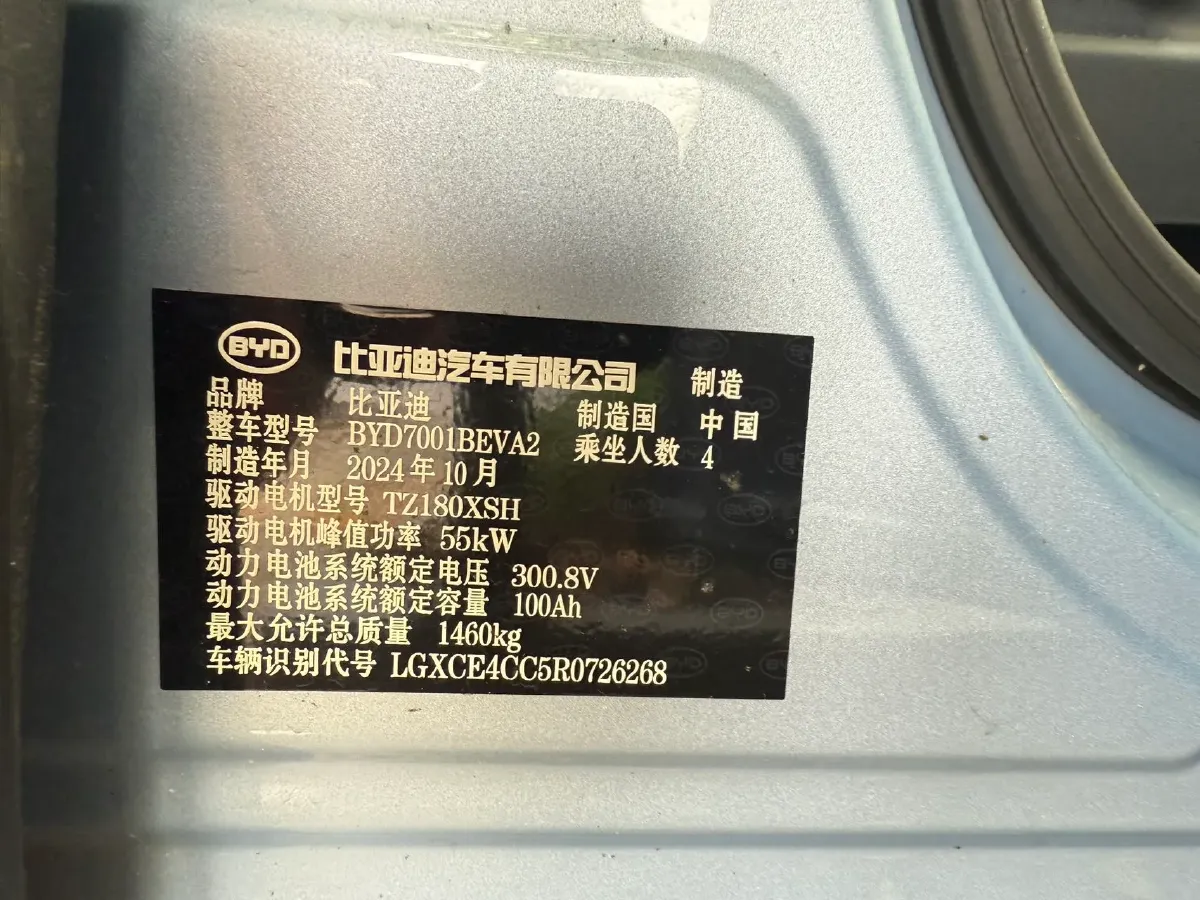 BYD 比亚迪汽车有限公司 制造
品牌 比亚迪 制造国 中国
整车型号 BYD7001BEVA2 乘坐人数 4
制造年月 2024年10月
驱动电机型号 TZ180XSH
驱动电机峰值功率 55kW
动力电池系统额定电压 300.8V
动力电池系统额定容量 100Ah
最大允许总质量 1460kg
车辆识别代号 LGXCE4CC5R0726268